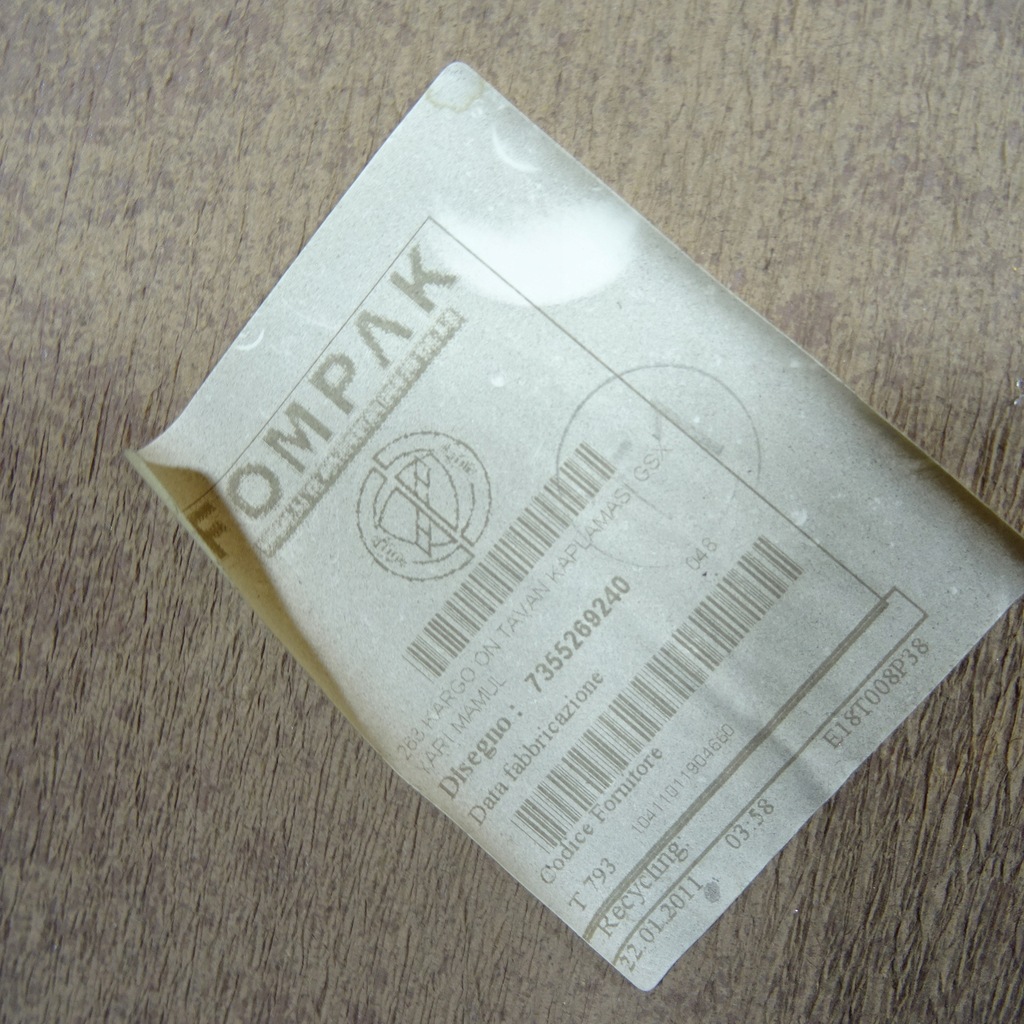 OMPAK
263 KARGO ON TAVAN KAPLAMASI GSX
YARI MAMUL 048
Disegno : 7355269240
Data fabbricazione
Codice Fornitore
T 793 10411011904660
Recycling.
22.01.2011 03:58 E18T008P38